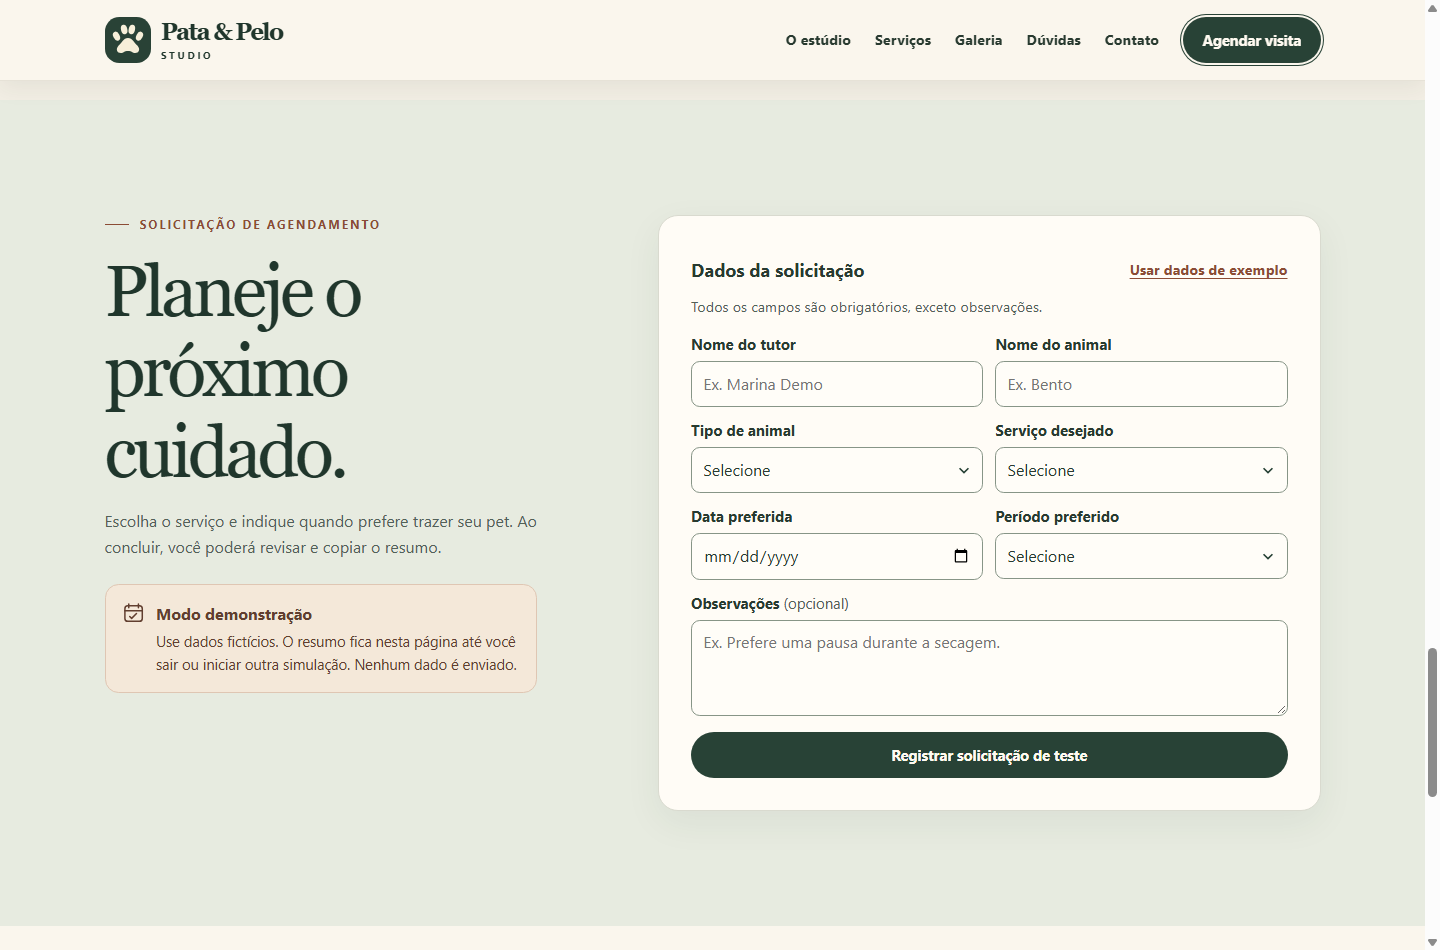 Pata & Pelo
STUDIO
O estúdio
Serviços
Galeria
Dúvidas
Contato
Agendar visita
SOLICITAÇÃO DE AGENDAMENTO
Planeje o
próximo
cuidado.
Escolha o serviço e indique quando prefere trazer seu pet. Ao
concluir, você poderá revisar e copiar o resumo.
Modo demonstração
Use dados fictícios. O resumo fica nesta página até você
sair ou iniciar outra simulação. Nenhum dado é enviado.
Dados da solicitação
Usar dados de exemplo
Todos os campos são obrigatórios, exceto observações.
Nome do tutor
Ex. Marina Demo
Nome do animal
Ex. Bento
Tipo de animal
Selecione
Serviço desejado
Selecione
Data preferida
mm/dd/yyyy
Período preferido
Selecione
Observações (opcional)
Ex. Prefere uma pausa durante a secagem.
Registrar solicitação de teste